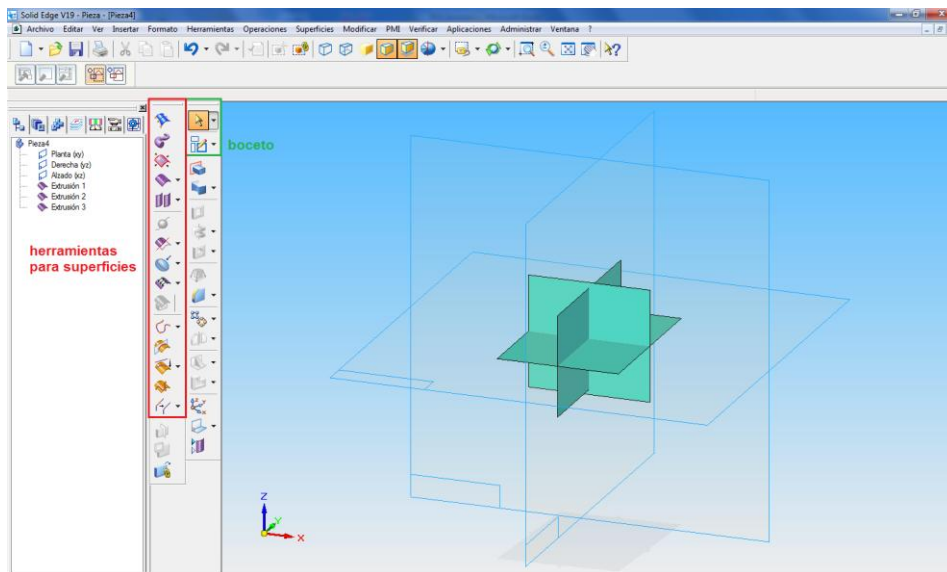 Solid Edge V19 - Pieza - [Pieza4]
Archivo Editar Ver Insertar Formato Herramientas Operaciones Superficies Modificar PMI Verificar Aplicaciones Administrar Ventana ?
Pieza4
Planta (xy)
Derecha (yz)
Alzado (xz)
Extrusión 1
Extrusión 2
Extrusión 3
boceto
herramientas
para superficies
Z
Y
X